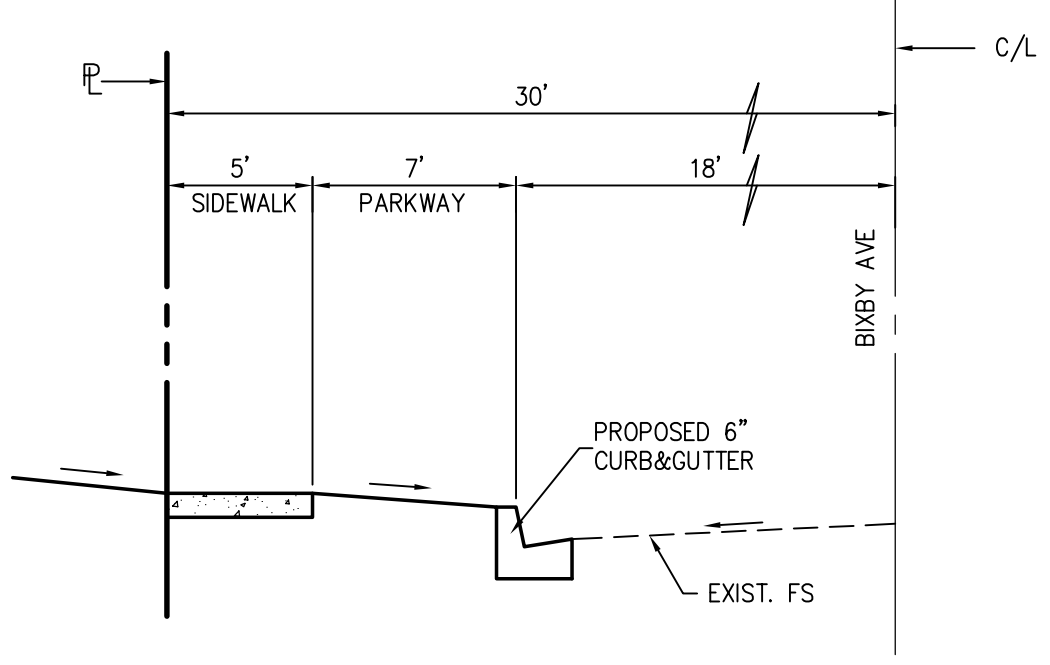 C/L
PL
30'
5'
7'
18'
SIDEWALK
PARKWAY
BIXBY AVE
PROPOSED 6"
CURB&GUTTER
EXIST. FS